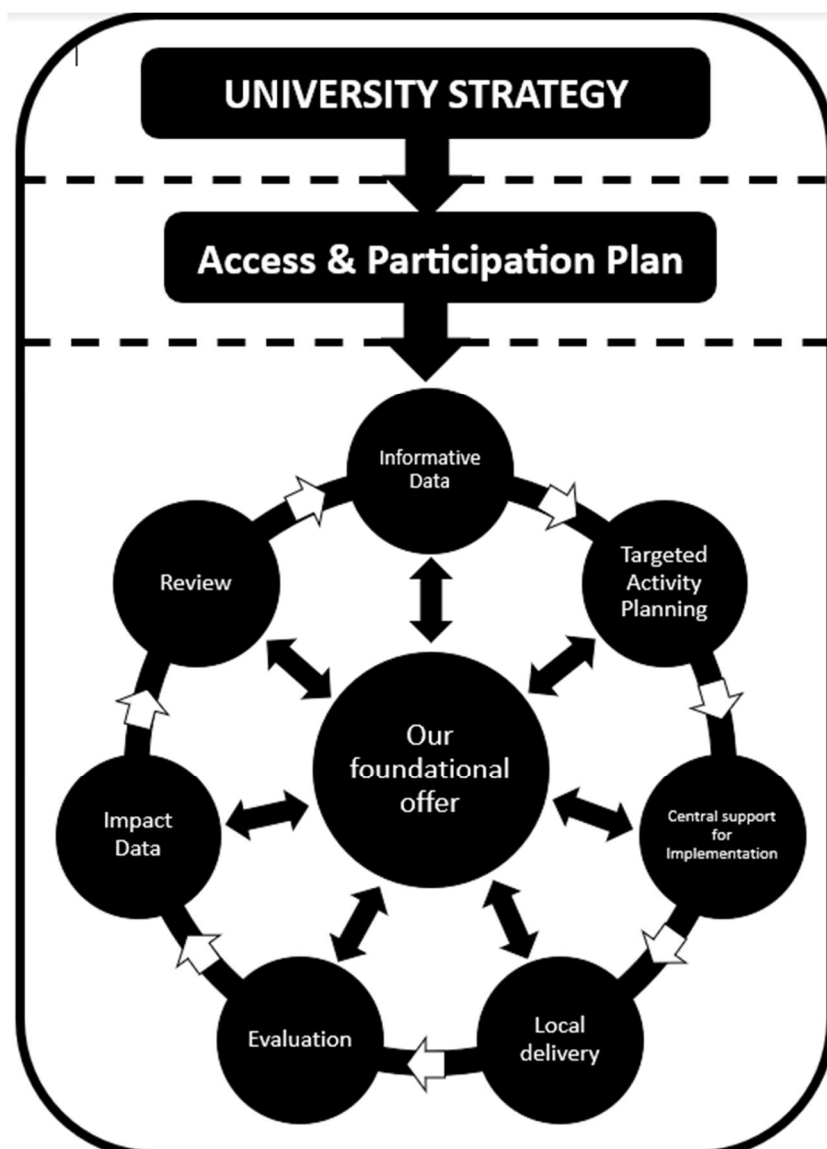 UNIVERSITY STRATEGY
Access & Participation Plan
Informative
Data
Targeted
Activity
Planning
Central support
for
Implementation
Local
delivery
Evaluation
Impact
Data
Review
Our
foundational
offer